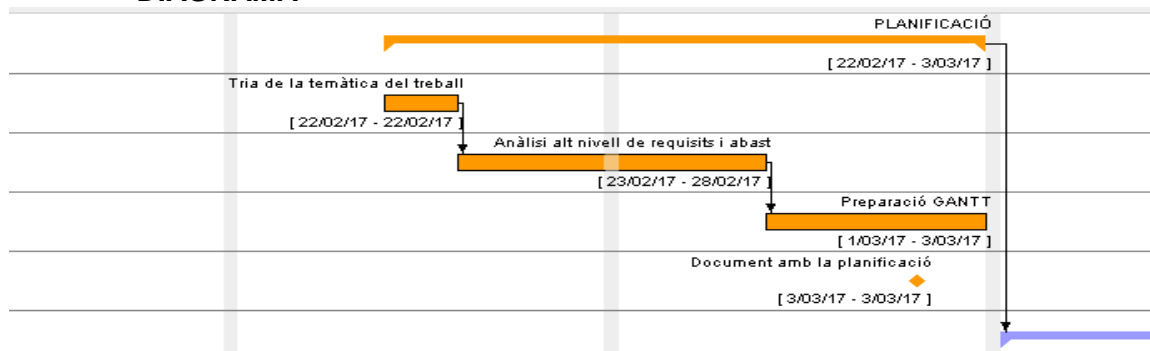 DIAGRAMA
PLANIFICACIÓ
[ 22/02/17 - 3/03/17 ]
Tria de la temàtica del treball
[ 22/02/17 - 22/02/17 ]
Anàlisi alt nivell de requisits i abast
[ 23/02/17 - 28/02/17 ]
Preparació GANTT
[ 1/03/17 - 3/03/17 ]
Document amb la planificació
[ 3/03/17 - 3/03/17 ]